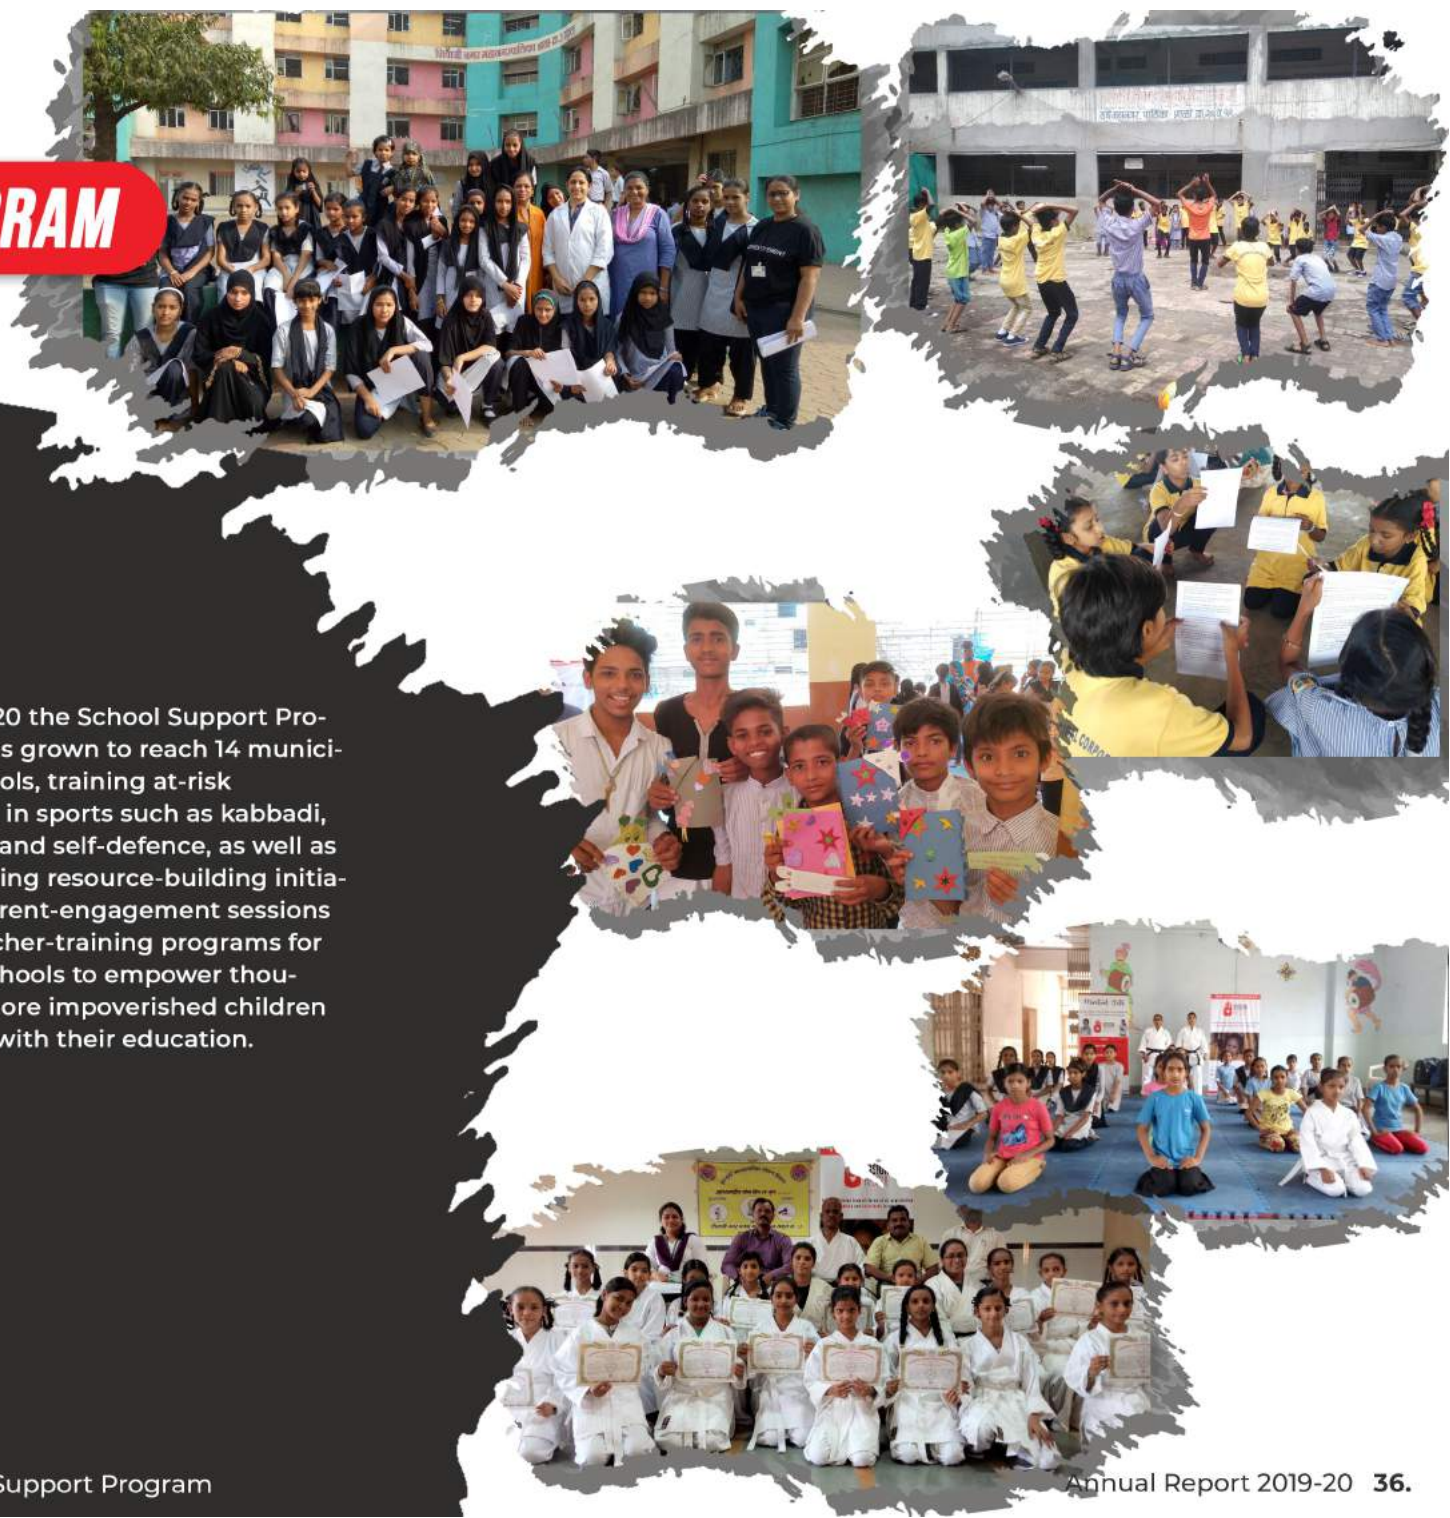 RAM
20 the School Support Pro-
s grown to reach 14 munici-
ols, training at-risk
in sports such as kabbadi,
and self-defence, as well as
ing resource-building initia-
rent-engagement sessions
cher-training programs for
hools to empower thou-
ore impoverished children
with their education.
Support Program
Annual Report 2019-20 36.